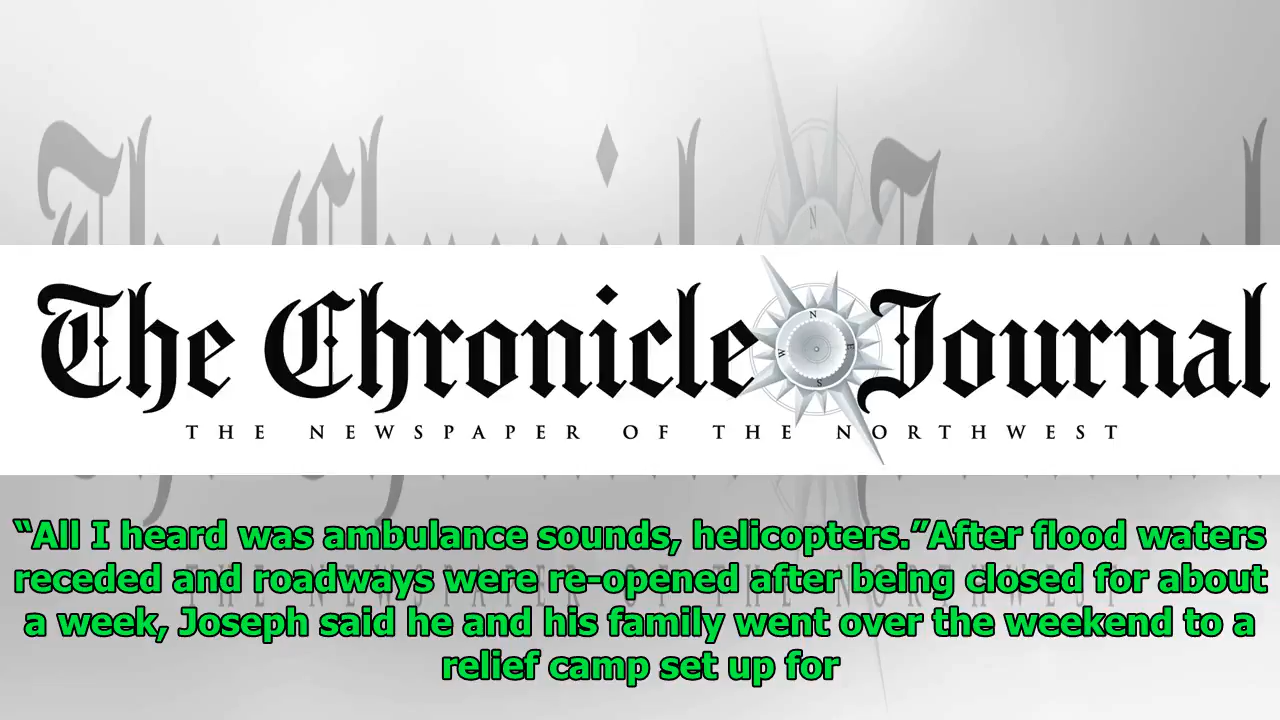 The Chronicle Journal
THE NEWSPAPER OF THE NORTHWEST
“All I heard was ambulance sounds, helicopters.”After flood waters
receded and roadways were re-opened after being closed for about
a week, Joseph said he and his family went over the weekend to a
relief camp set up for